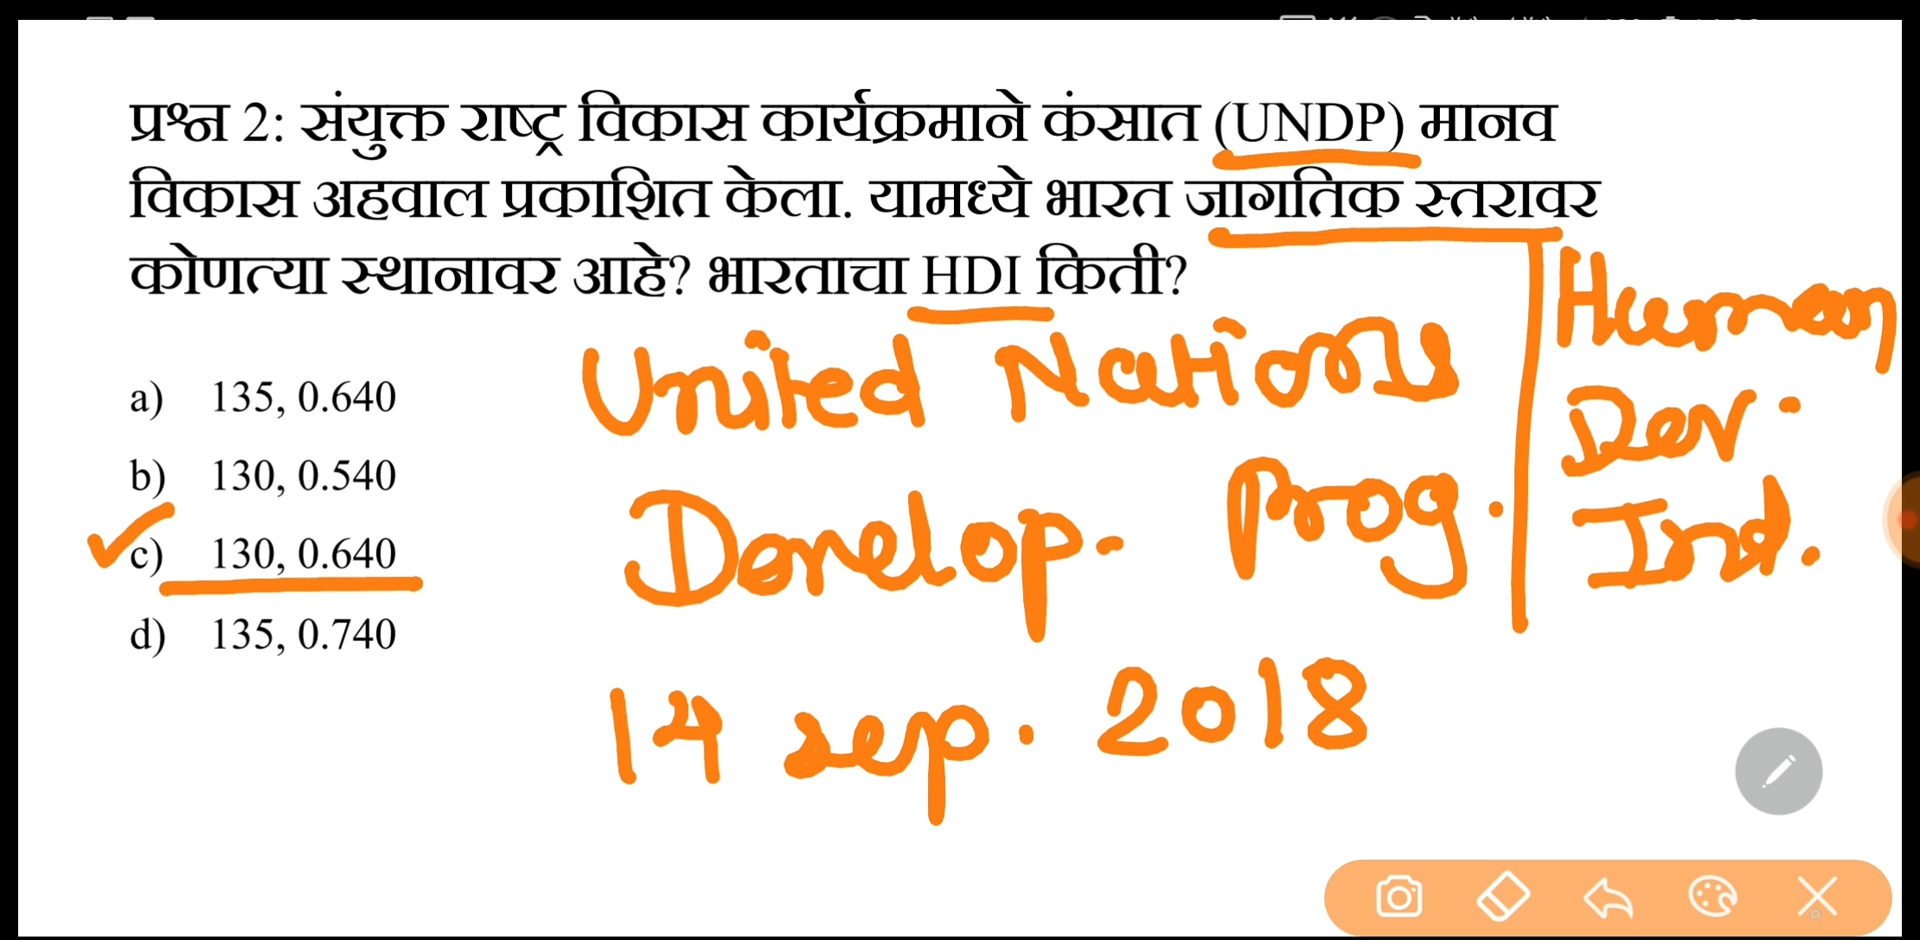 प्रश्न 2: संयुक्त राष्ट्र विकास कार्यक्रमाने कंसात (UNDP) मानव
विकास अहवाल प्रकाशित केला. यामध्ये भारत जागतिक स्तरावर
कोणत्या स्थानावर आहे? भारताचा HDI किती?
a) 135, 0.640
b) 130, 0.540
c) 130, 0.640
d) 135, 0.740
United Nations
Develop. Prog.
14 sep. 2018
Human
Dev.
Ind.